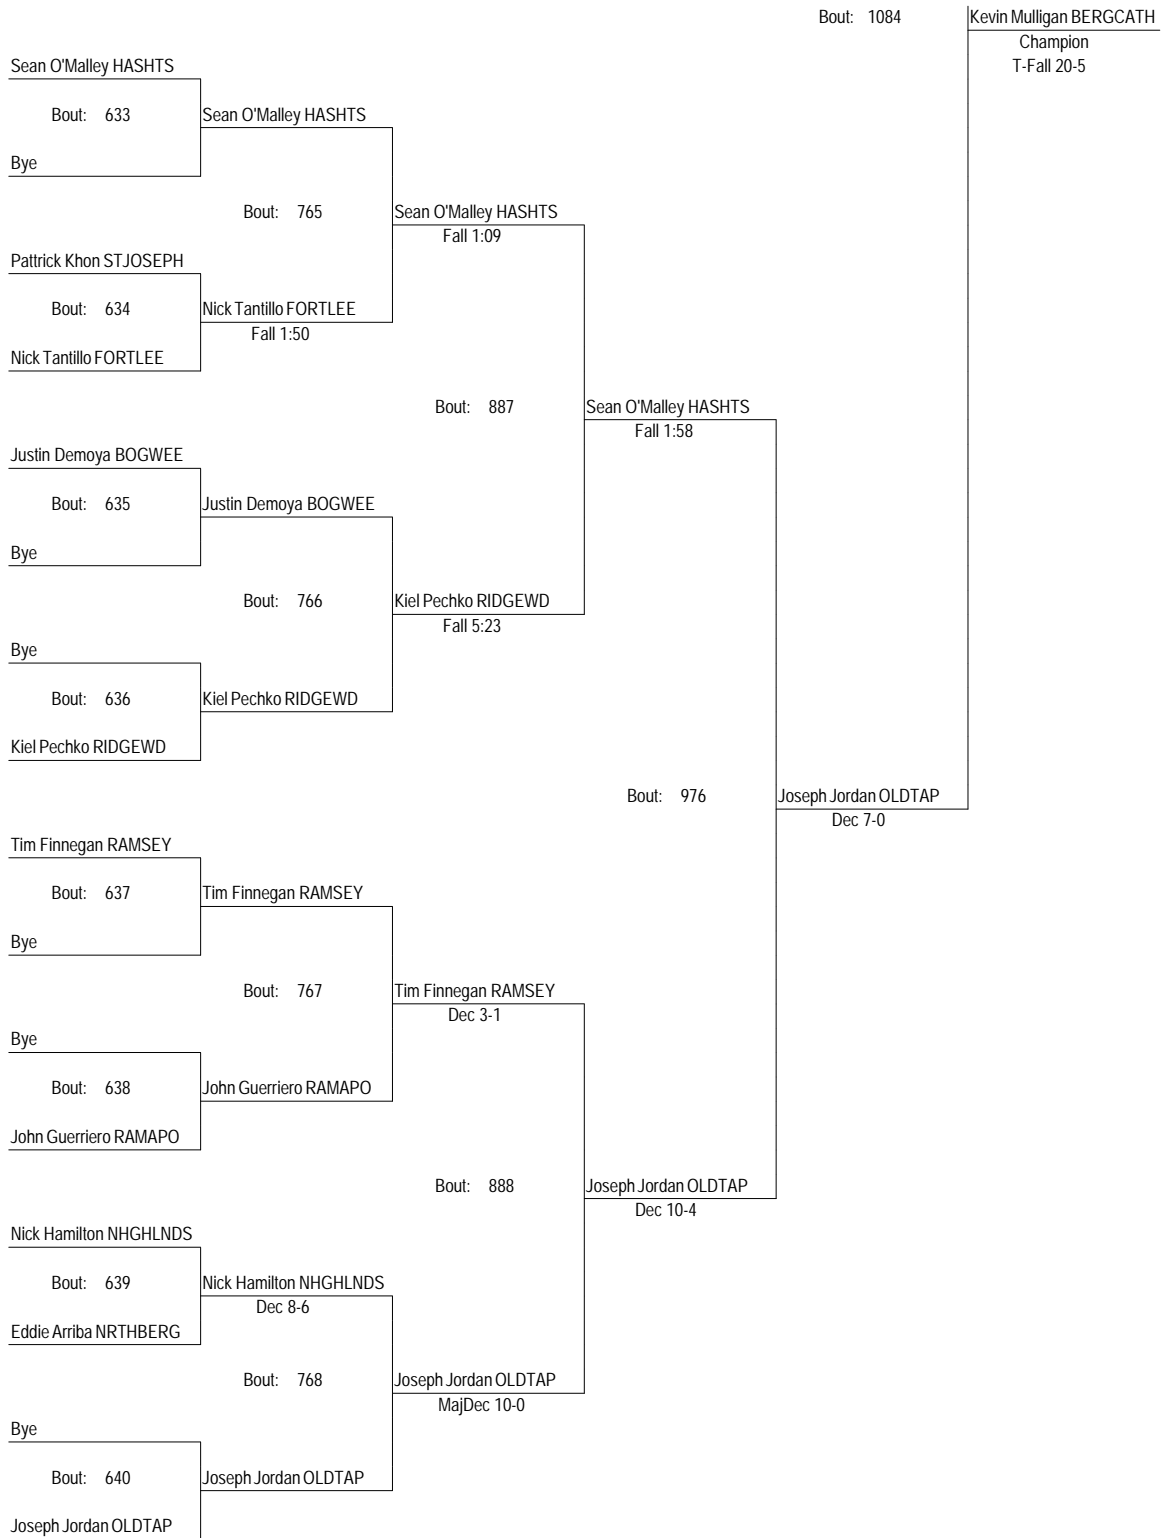 Bout: 1084 Kevin Mulligan BERGCATH
Champion
Sean O'Malley HASHTS T-Fall 20-5
Bout: 633 Sean O'Malley HASHTS
Bye
Bout: 765 Sean O'Malley HASHTS
Fall 1:09
Pattrick Khon STJOSEPH
Bout: 634 Nick Tantillo FORTLEE
Fall 1:50
Nick Tantillo FORTLEE
Bout: 887 Sean O'Malley HASHTS
Fall 1:58
Justin Demoya BOGWEE
Bout: 635 Justin Demoya BOGWEE
Bye
Bout: 766 Kiel Pechko RIDGEWD
Fall 5:23
Bye
Bout: 636 Kiel Pechko RIDGEWD
Kiel Pechko RIDGEWD
Bout: 976 Joseph Jordan OLDTAP
Dec 7-0
Tim Finnegan RAMSEY
Bout: 637 Tim Finnegan RAMSEY
Bye
Bout: 767 Tim Finnegan RAMSEY
Dec 3-1
Bye
Bout: 638 John Guerriero RAMAPO
John Guerriero RAMAPO
Bout: 888 Joseph Jordan OLDTAP
Dec 10-4
Nick Hamilton NHGHLNDS
Bout: 639 Nick Hamilton NHGHLNDS
Dec 8-6
Eddie Arriba NRTHBERG
Bout: 768 Joseph Jordan OLDTAP
MajDec 10-0
Bye
Bout: 640 Joseph Jordan OLDTAP
Joseph Jordan OLDTAP